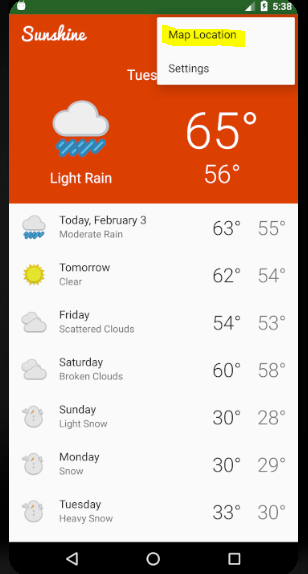 5:38
Sunshine
Map Location
Settings
Tues
65°
Light Rain
56°
Today, February 3
Moderate Rain
63° 55°
Tomorrow
Clear
62° 54°
Friday
Scattered Clouds
54° 53°
Saturday
Broken Clouds
60° 58°
Sunday
Light Snow
30° 28°
Monday
Snow
30° 29°
Tuesday
Heavy Snow
33° 30°